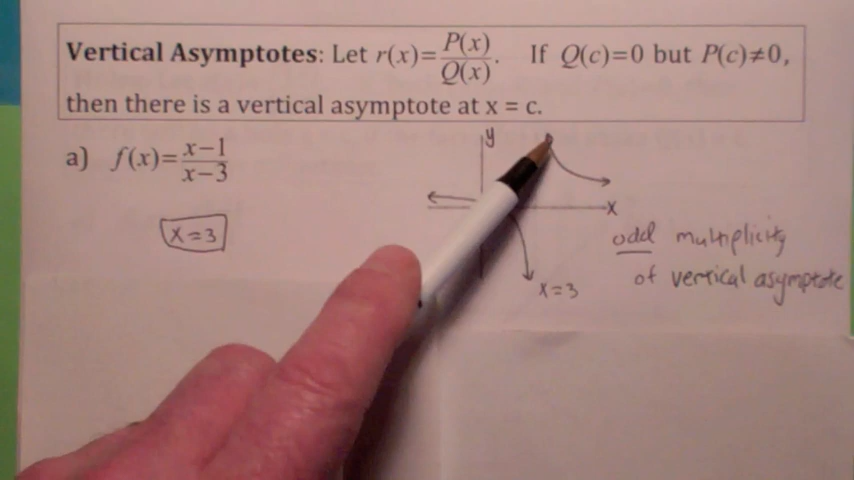 Vertical Asymptotes: Let r(x)=P(x)/Q(x). If Q(c)=0 but P(c)≠0,
then there is a vertical asymptote at x = c.
a) f(x)=x-1/x-3
x=3
y
x
x=3
odd multiplicity
of vertical asymptote